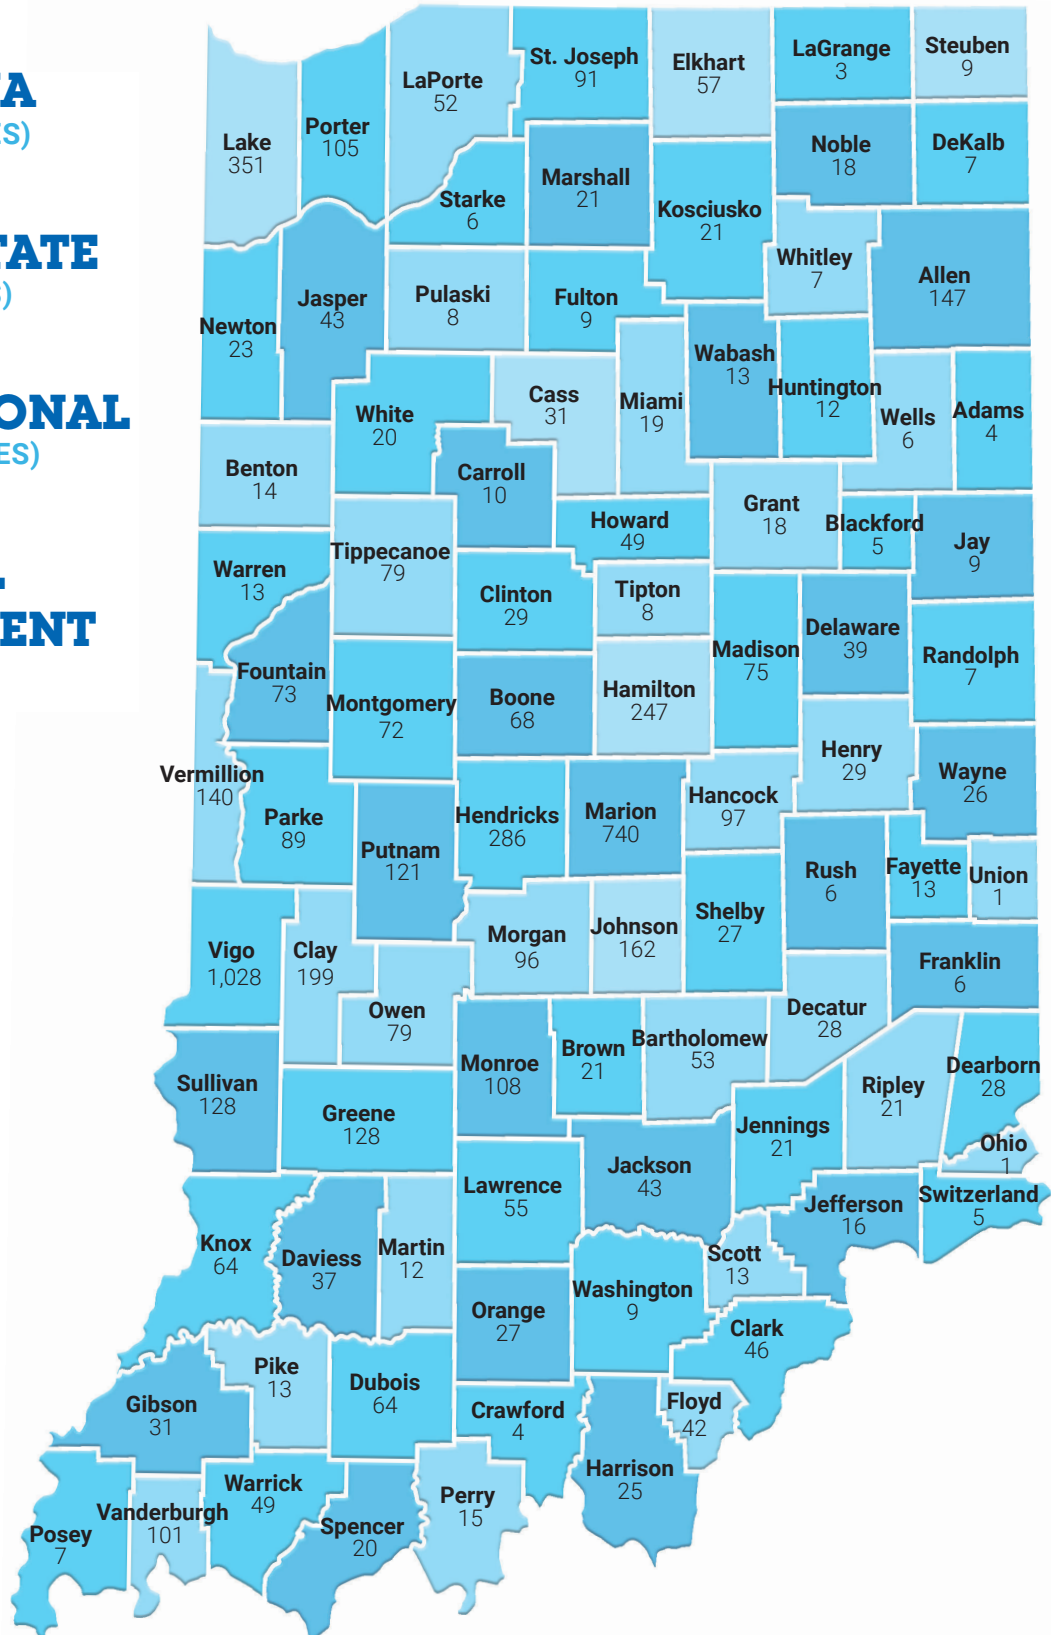 IA
ES)
TATE
S)
ONAL
ES)
ENT
St. Joseph
91
Elkhart
57
LaGrange
3
Steuben
9
LaPorte
52
Lake
351
Porter
105
Noble
18
DeKalb
7
Marshall
21
Starke
6
Kosciusko
21
Whitley
7
Allen
147
Jasper
43
Pulaski
8
Fulton
9
Newton
23
Wabash
13
Huntington
12
Cass
31
Miami
19
White
20
Wells
6
Adams
4
Benton
14
Carroll
10
Grant
18
Blackford
5
Howard
49
Jay
9
Tippecanoe
79
Warren
13
Clinton
29
Tipton
8
Madison
75
Delaware
39
Randolph
7
Fountain
73
Montgomery
72
Boone
68
Hamilton
247
Henry
29
Wayne
26
Vermillion
140
Parke
89
Hendricks
286
Marion
740
Hancock
97
Putnam
121
Rush
6
Fayette
13
Union
1
Shelby
27
Vigo
1,028
Clay
199
Morgan
96
Johnson
162
Franklin
6
Owen
79
Decatur
28
Monroe
108
Brown
21
Bartholomew
53
Sullivan
128
Greene
128
Ripley
21
Dearborn
28
Jennings
21
Ohio
1
Jackson
43
Lawrence
55
Jefferson
16
Switzerland
5
Knox
64
Daviess
37
Martin
12
Scott
13
Washington
9
Orange
27
Clark
46
Pike
13
Dubois
64
Gibson
31
Crawford
4
Floyd
42
Harrison
25
Warrick
49
Perry
15
Vanderburgh
101
Spencer
20
Posey
7